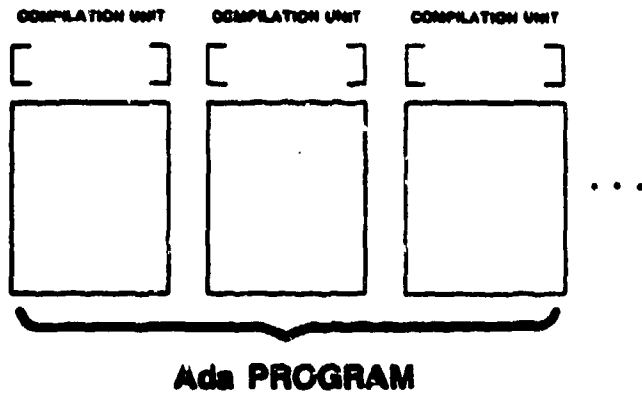 COMPILATION UNIT COMPILATION UNIT COMPILATION UNIT
. . .
Ada PROGRAM